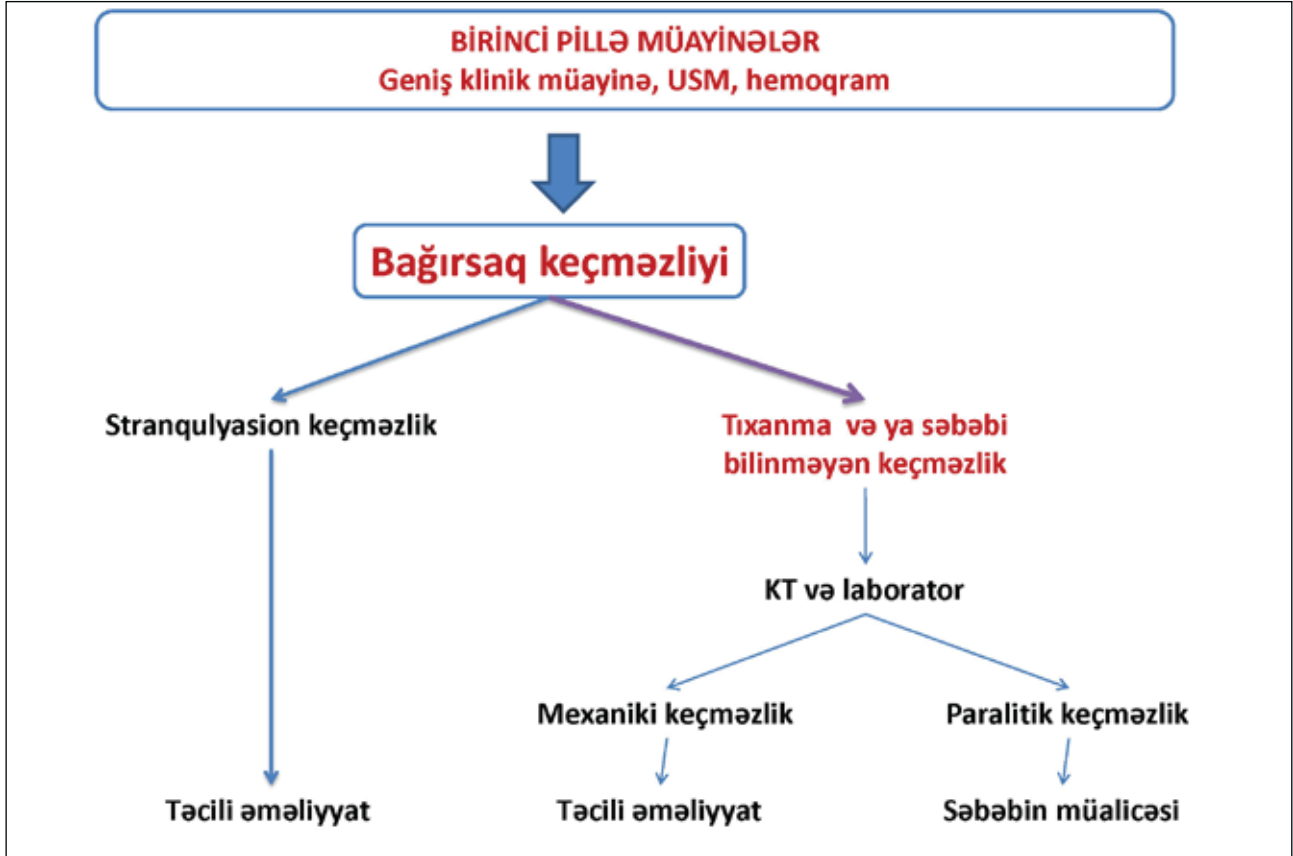 BİRİNCİ PİLLƏ MÜAYİNƏLƏR
Geniş klinik müayinə, USM, hemoqram
Bağırsaq keçməzliyi
Stranqulyasion keçməzlik
Tıxanma və ya səbəbi
bilinməyən keçməzlik
KT və laborator
Mexaniki keçməzlik
Paralitik keçməzlik
Təcili əməliyyat
Təcili əməliyyat
Səbəbin müalicəsi